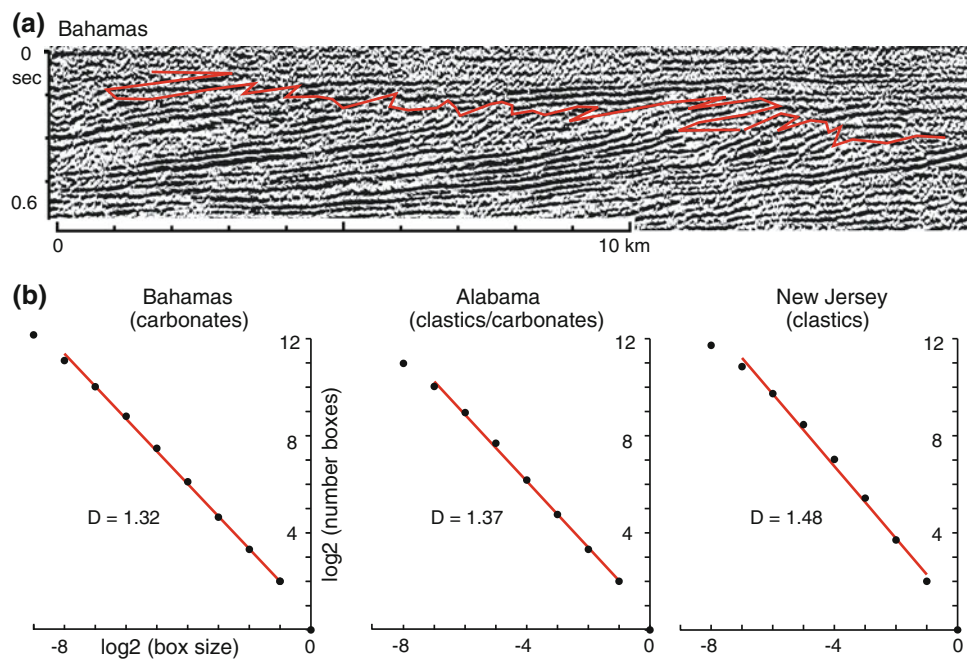 (a) Bahamas
0
sec
0.6
0
10 km
(b)
Bahamas
(carbonates)
Alabama
(clastics/carbonates)
New Jersey
(clastics)
12
12
12
8
8
8
D = 1.32
D = 1.37
D = 1.48
4
4
4
log2 (number boxes)
-8
log2 (box size)
0
-8
-4
0
-8
-4
0